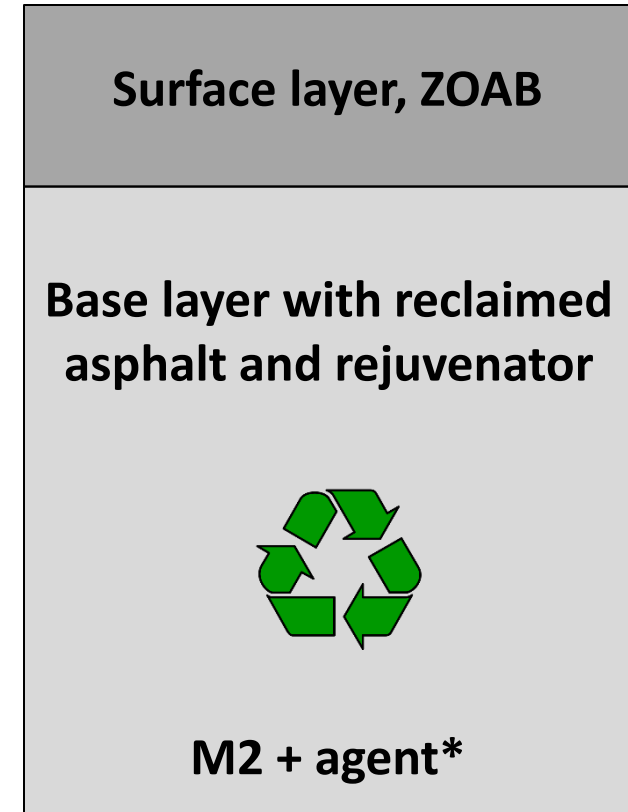 Surface layer, ZOAB
Base layer with reclaimed
asphalt and rejuvenator
M2 + agent*